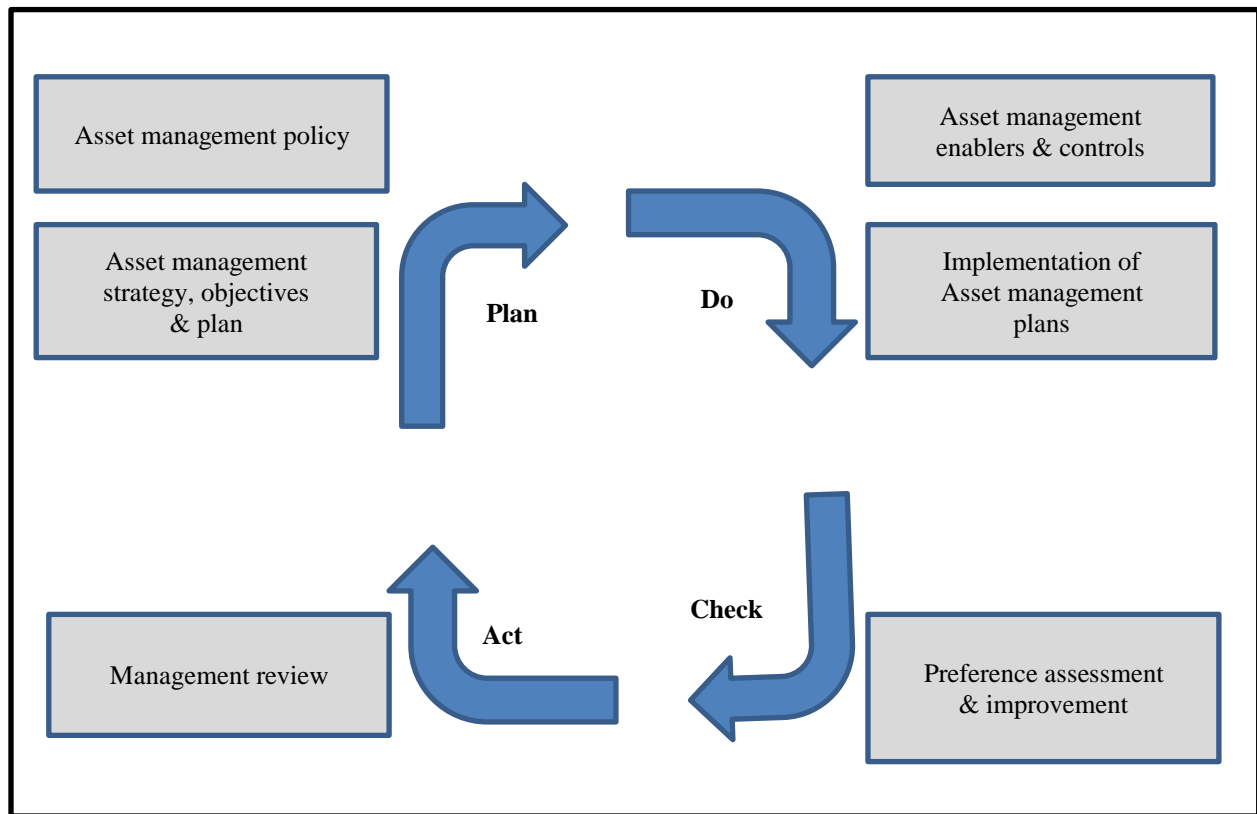 Asset management policy
Asset management
strategy, objectives
& plan
Plan
Do
Asset management
enablers & controls
Implementation of
Asset management
plans
Check
Preference assessment
& improvement
Act
Management review